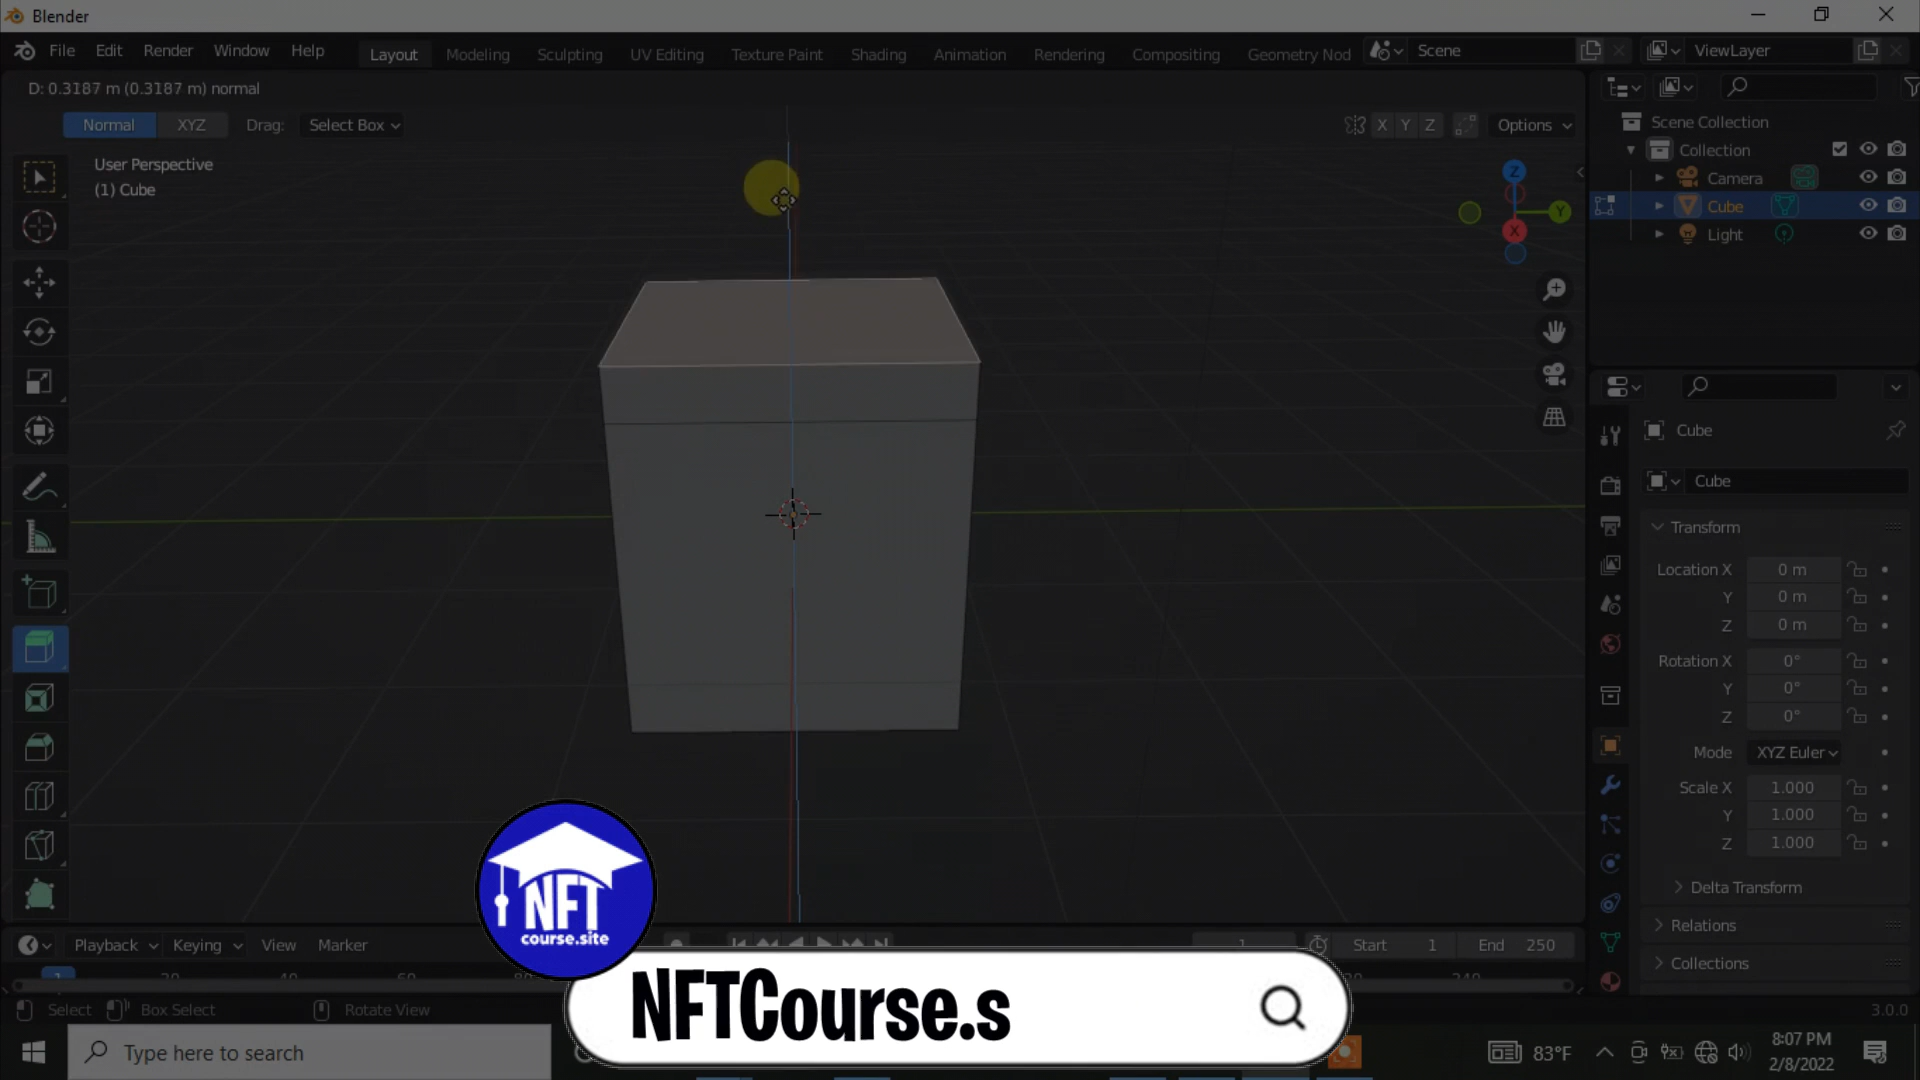 Blender
File Edit Render Window Help Layout Modeling Sculpting UV Editing Texture Paint Shading Animation Rendering Compositing Geometry Nod Scene ViewLayer
D: 0.3187 m (0.3187 m) normal
Normal XYZ Drag: Select Box X Y Z Options
User Perspective
(1) Cube
Z
Y
X
Scene Collection
Collection
Camera
Cube
Light
Cube
Cube
Transform
Location X 0 m
Y 0 m
Z 0 m
Rotation X 0°
Y 0°
Z 0°
Mode XYZ Euler
Scale X 1.000
Y 1.000
Z 1.000
Delta Transform
Relations
Collections
Playback Keying View Marker 1 Start 1 End 250
1
Select Box Select Rotate View 3.0.0
NFT
course.site
NFTCourse.s
Type here to search
83°F
8:07 PM
2/8/2022